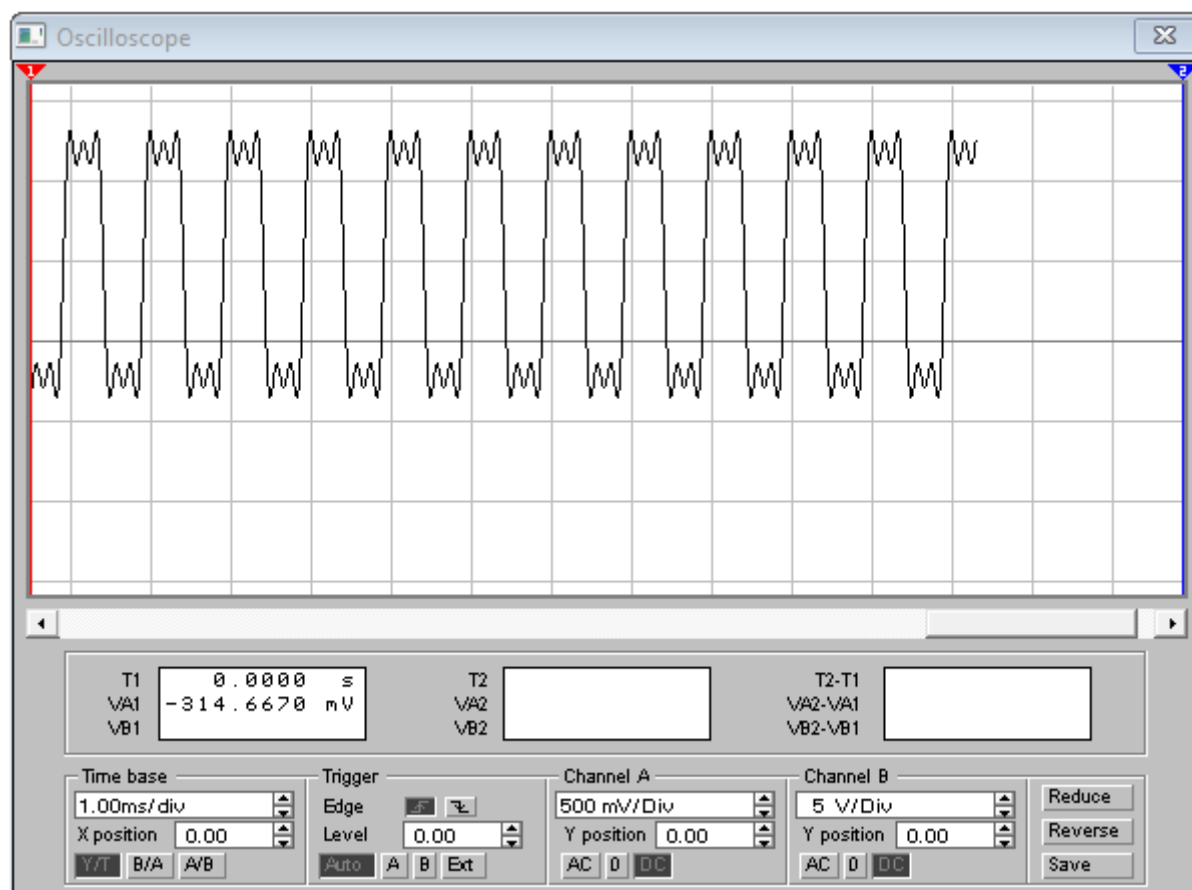 Oscilloscope
1 2
T1 0.0000 s T2 T2-T1
VA1 -314.6670 mV VA2 VA2-VA1
VB1 VB2 VB2-VB1
Time base Trigger Channel A Channel B
1.00ms/div Edge 500 mV/Div 5 V/Div Reduce
X position 0.00 Level 0.00 Y position 0.00 Y position 0.00 Reverse
Y/T B/A A/B Auto A B Ext AC 0 DC AC 0 DC Save